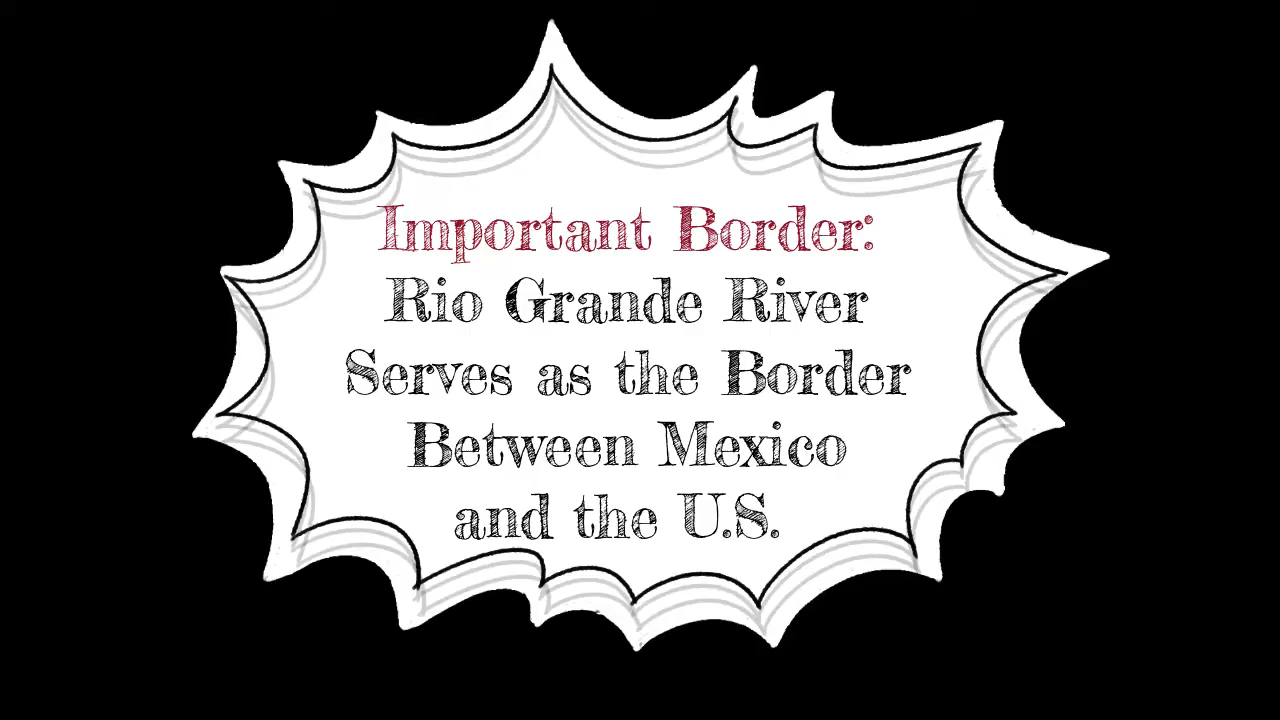 Important Border:
Rio Grande River
Serves as the Border
Between Mexico
and the U.S.